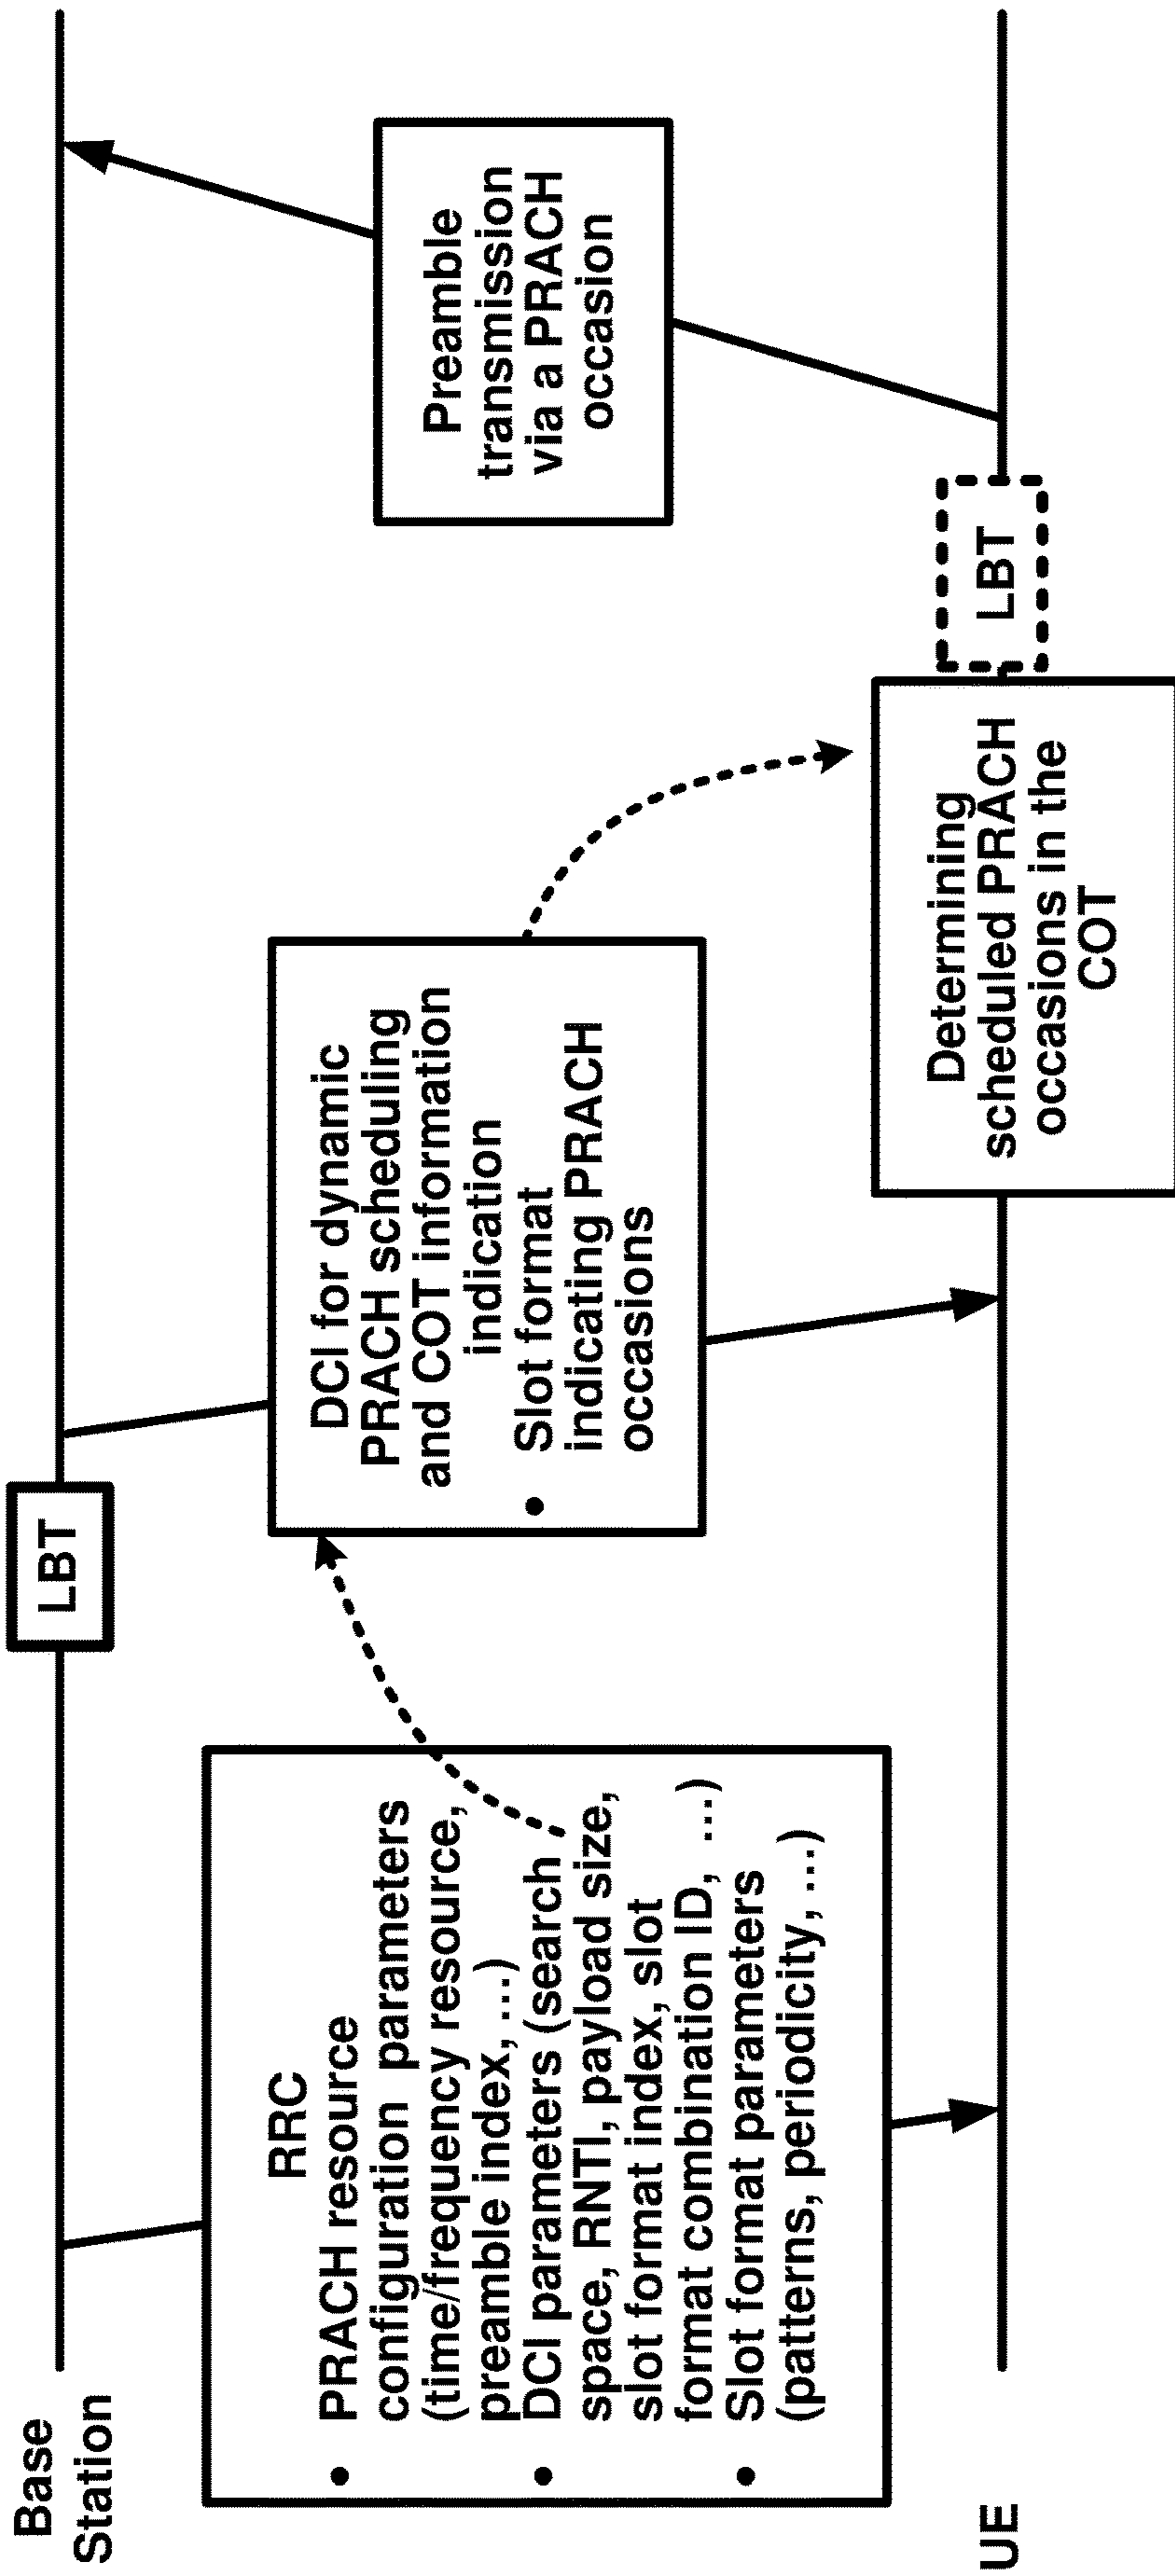 Base
Station
UE
RRC
• PRACH resource
configuration parameters
(time/frequency resource,
preamble index, ...)
• DCI parameters (search
space, RNTI, payload size,
slot format index, slot
format combination ID, ...)
• Slot format parameters
(patterns, periodicity, ...)
LBT
DCI for dynamic
PRACH scheduling
and COT information
indication
• Slot format
indicating PRACH
occasions
Determining
scheduled PRACH
occasions in the
COT
LBT
Preamble
transmission
via a PRACH
occasion